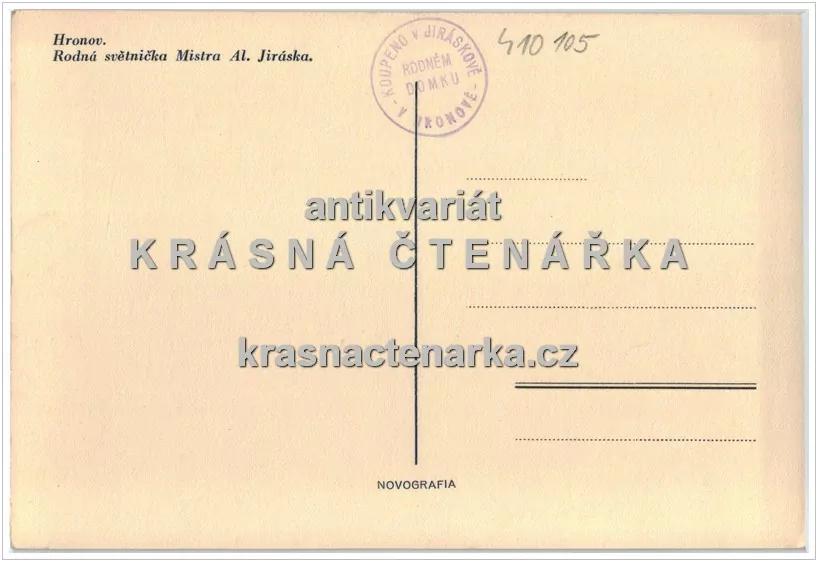 Hronov.
Rodná světnička Mistra Al. Jiráska.
KOUPENO V JIRÁSKOVĚ
RODNÉM
DOMKU
V HRONOVĚ
410 105
antikvariát
KRÁSNÁ ČTENÁŘKA
krasnactenarka.cz
NOVOGRAFIA